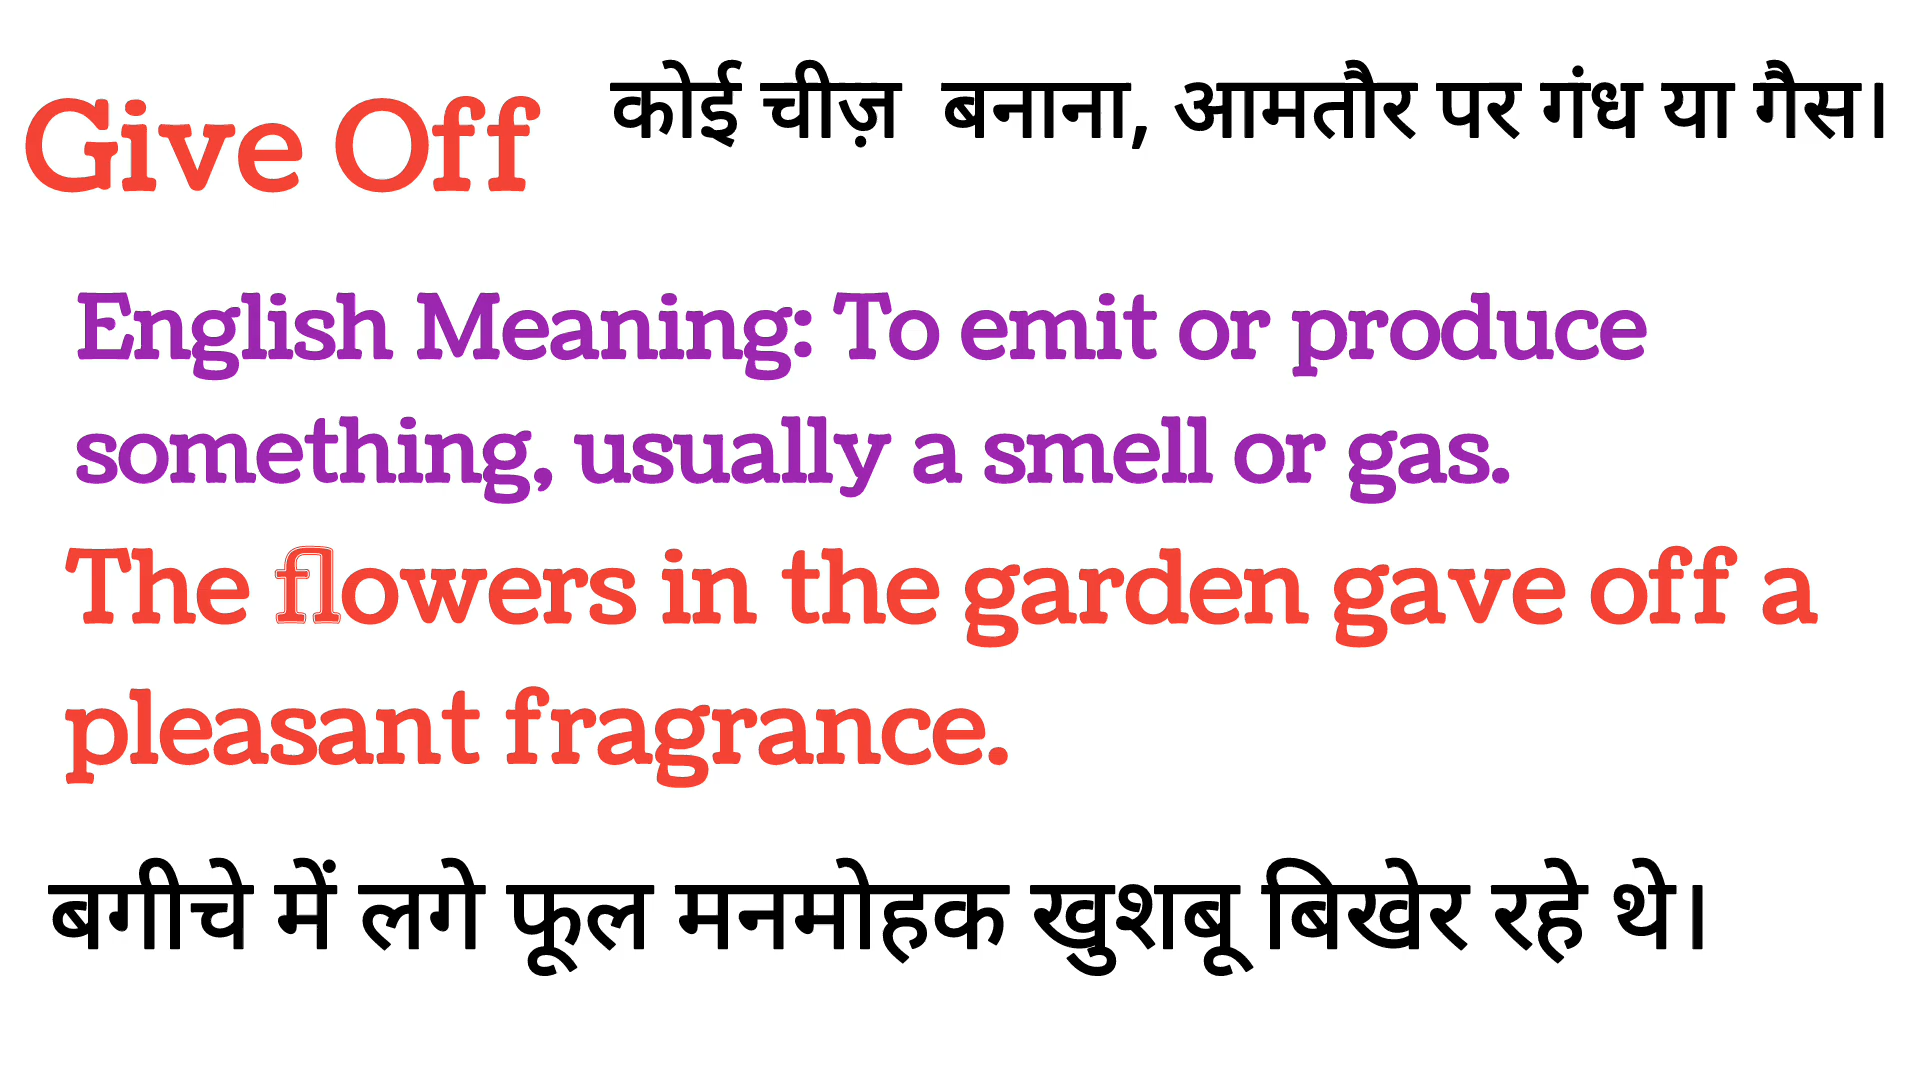 Give Off
कोई चीज़ बनाना, आमतौर पर गंध या गैस।
English Meaning: To emit or produce
something, usually a smell or gas.
The flowers in the garden gave off a
pleasant fragrance.
बगीचे में लगे फूल मनमोहक खुशबू बिखेर रहे थे।